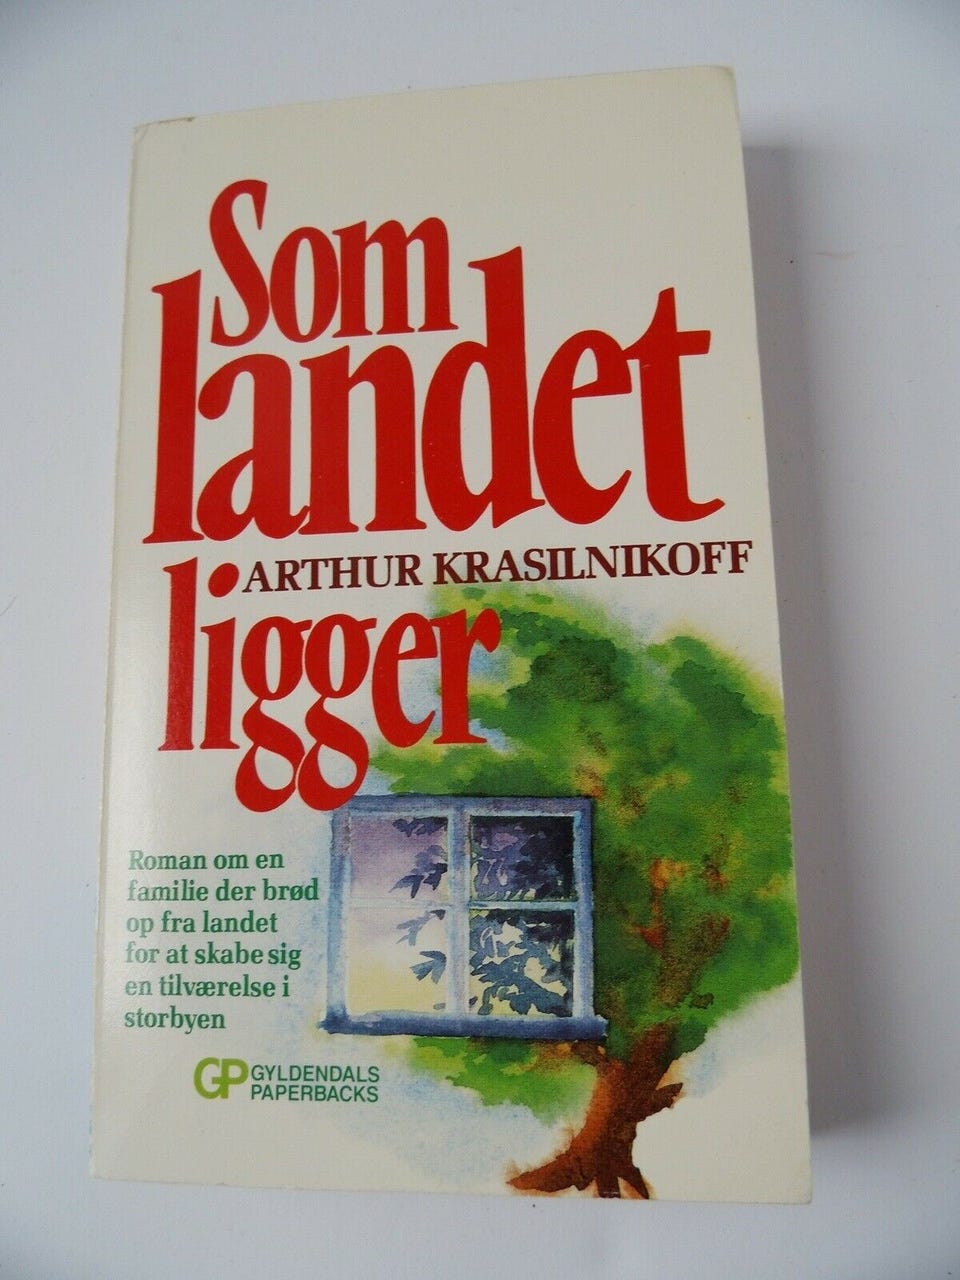 Som
landet
ligger
ARTHUR KRASILNIKOFF
Roman om en
familie der brød
op fra landet
for at skabe sig
en tilværelse i
storbyen
GP GYLDENDALS
PAPERBACKS